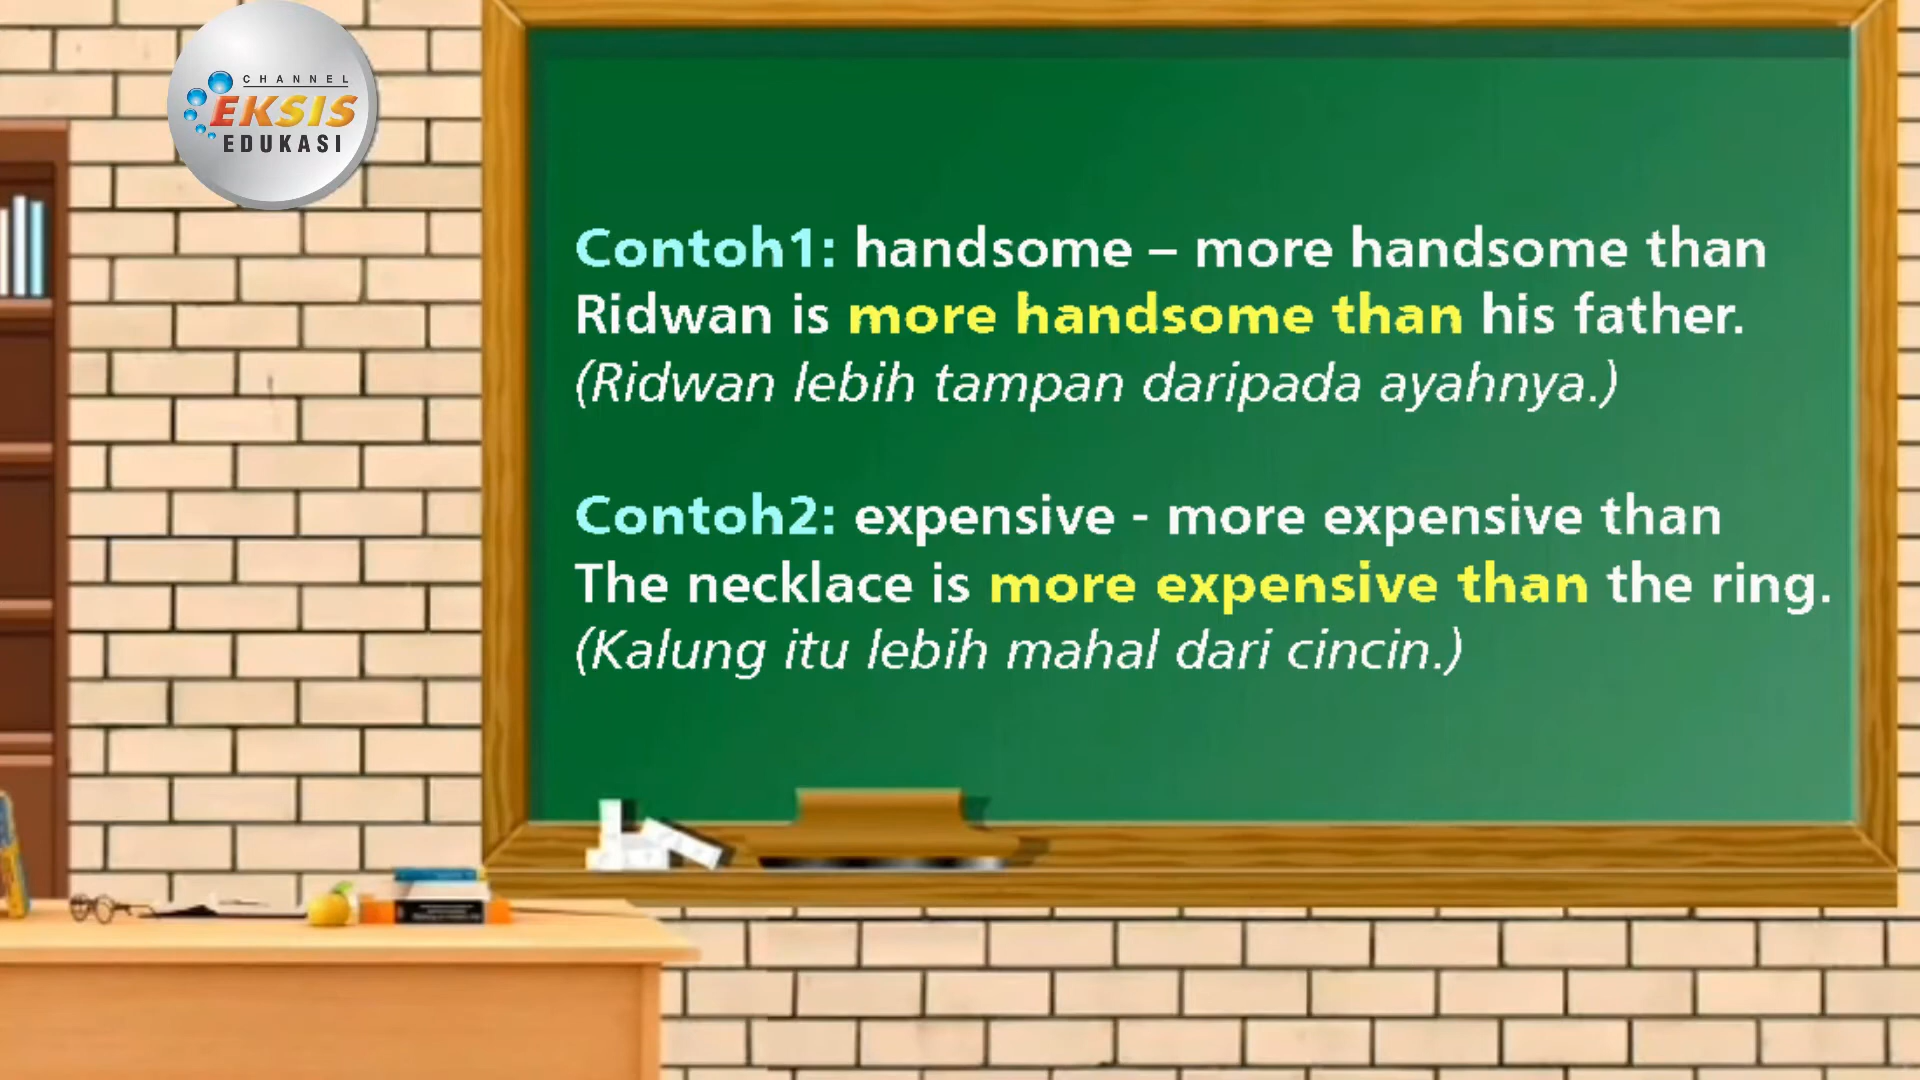 CHANNEL
EKSIS
EDUKASI
Contoh1: handsome – more handsome than
Ridwan is more handsome than his father.
(Ridwan lebih tampan daripada ayahnya.)
Contoh2: expensive - more expensive than
The necklace is more expensive than the ring.
(Kalung itu lebih mahal dari cincin.)